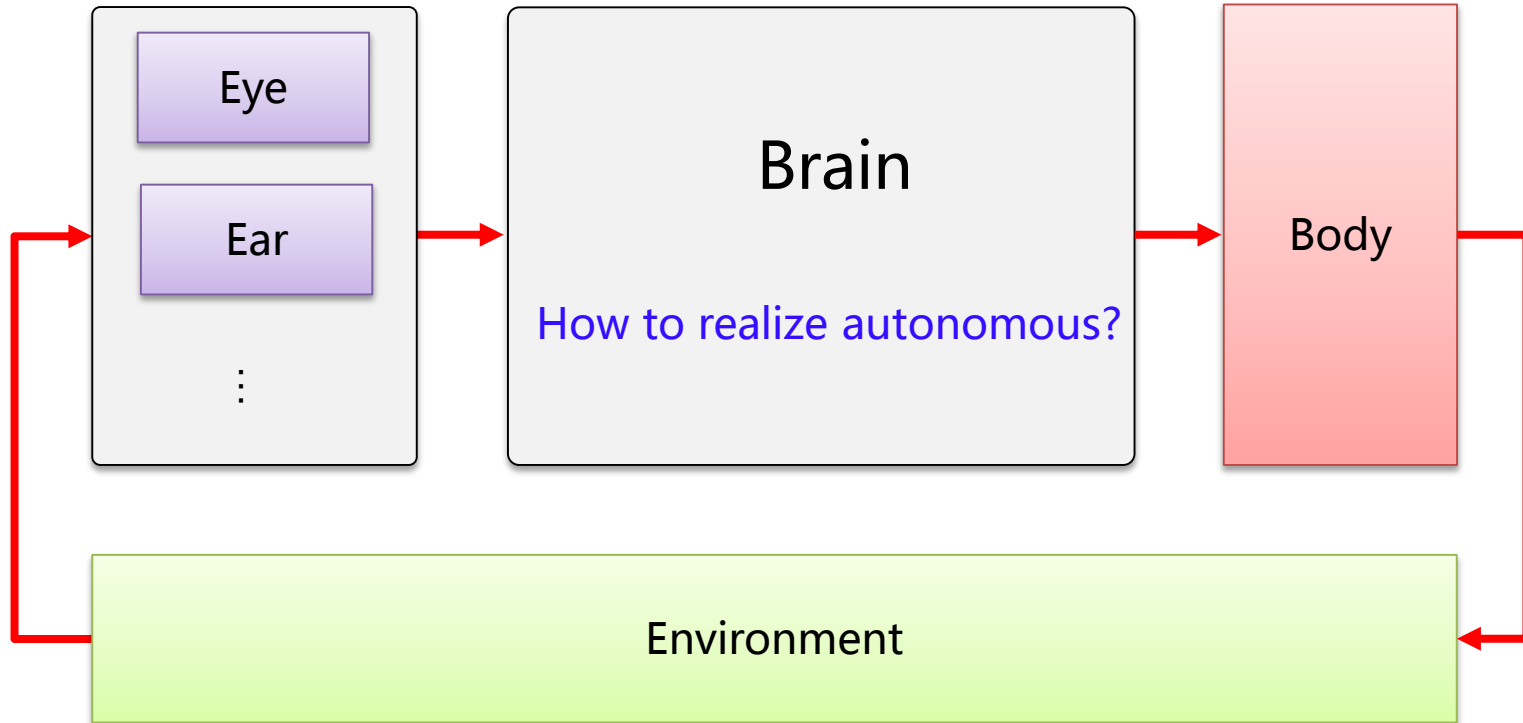 Eye
Ear
⋮
Brain
How to realize autonomous?
Body
Environment